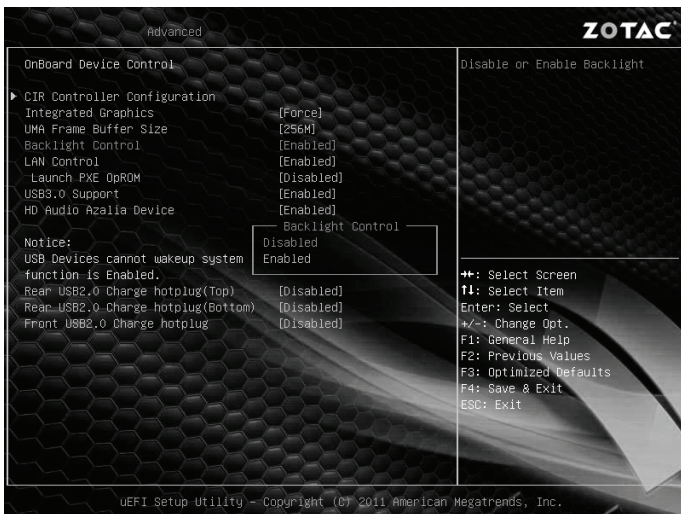 Advanced
ZOTAC
OnBoard Device Control
Disable or Enable Backlight
CIR Controller Configuration
Integrated Graphics [Force]
UMA Frame Buffer Size [256M]
Backlight Control [Enabled]
LAN Control [Enabled]
Launch PXE OpROM [Disabled]
USB3.0 Support [Enabled]
HD Audio Azalia Device [Enabled]
Backlight Control
Disabled
Enabled
Notice:
USB Devices cannot wakeup system
function is Enabled.
Rear USB2.0 Charge hotplug(Top) [Disabled]
Rear USB2.0 Charge hotplug(Bottom) [Disabled]
Front USB2.0 Charge hotplug [Disabled]
→←: Select Screen
↑↓: Select Item
Enter: Select
+/-: Change Opt.
F1: General Help
F2: Previous Values
F3: Optimized Defaults
F4: Save & Exit
ESC: Exit
uEFI Setup Utility - Copyright (C) 2011 American Megatrends, Inc.